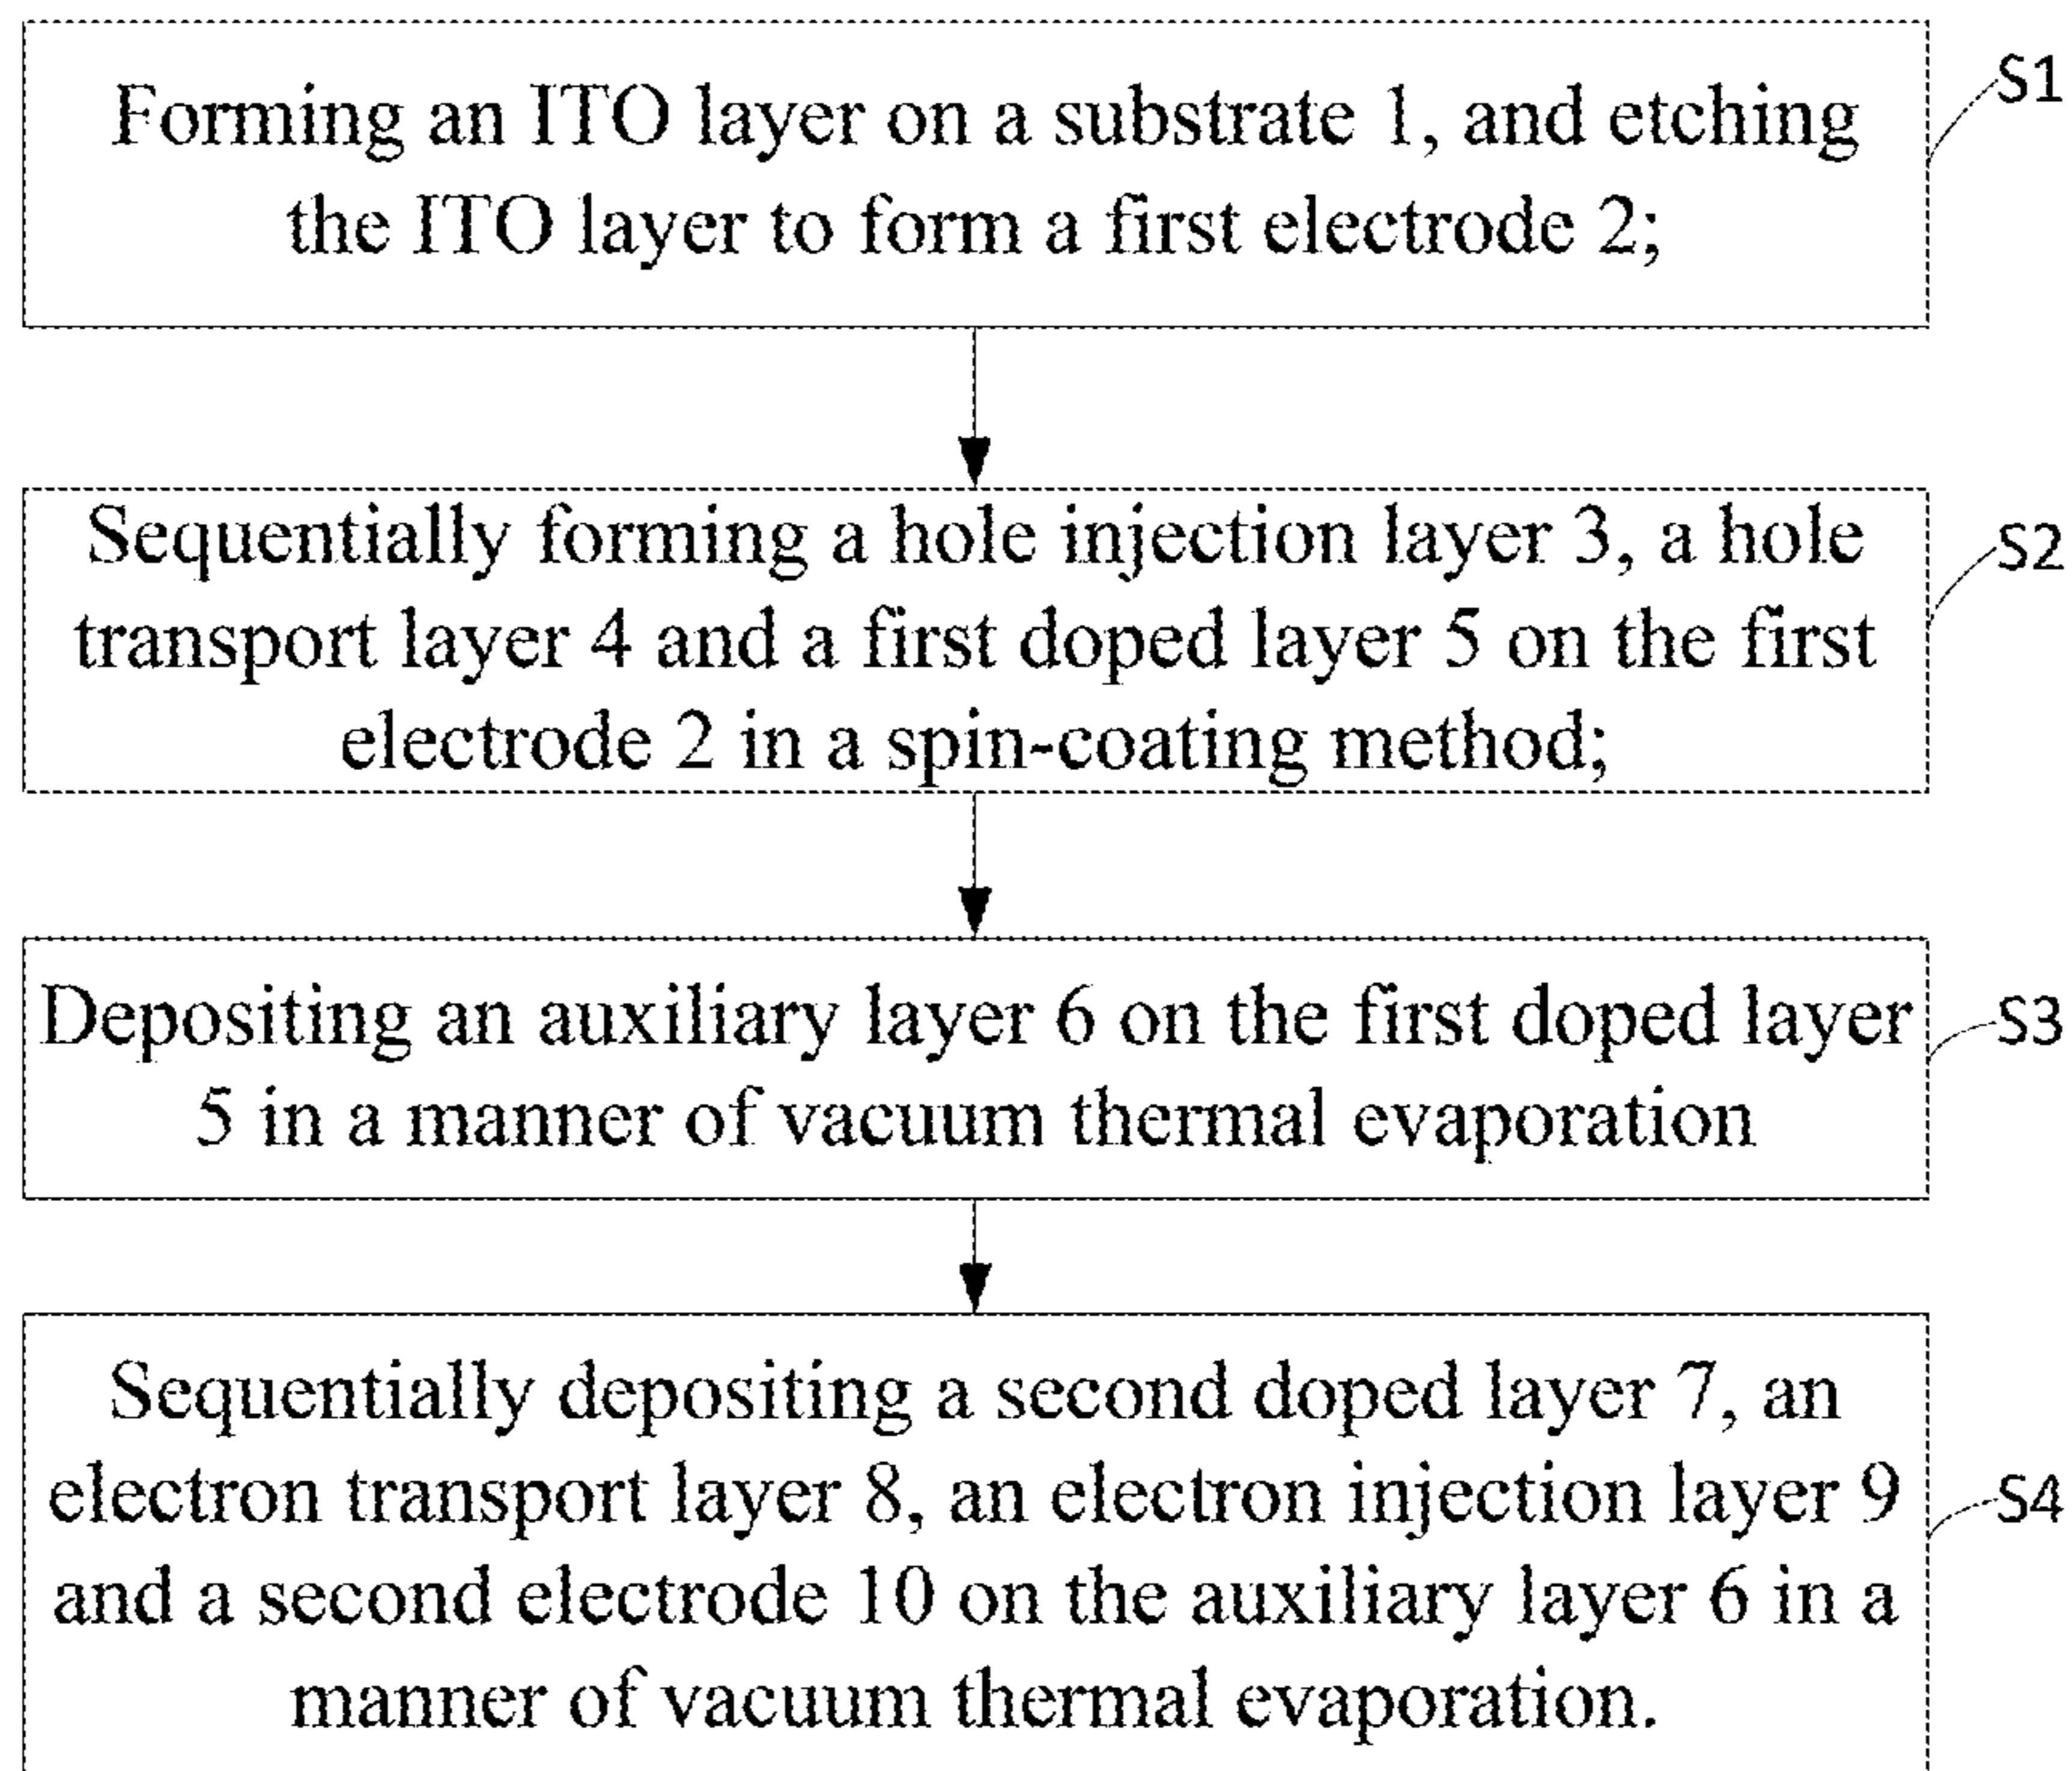 Forming an ITO layer on a substrate 1, and etching
the ITO layer to form a first electrode 2;
S1
Sequentially forming a hole injection layer 3, a hole
transport layer 4 and a first doped layer 5 on the first
electrode 2 in a spin-coating method;
S2
Depositing an auxiliary layer 6 on the first doped layer
5 in a manner of vacuum thermal evaporation
S3
Sequentially depositing a second doped layer 7, an
electron transport layer 8, an electron injection layer 9
and a second electrode 10 on the auxiliary layer 6 in a
manner of vacuum thermal evaporation.
S4